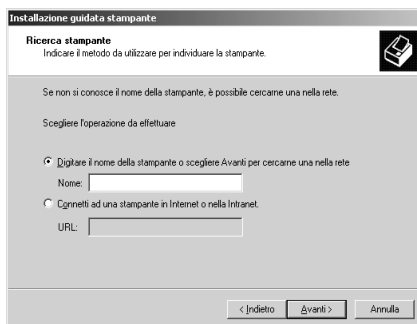 Installazione guidata stampante
Ricerca stampante
Indicare il metodo da utilizzare per individuare la stampante.
Se non si conosce il nome della stampante, è possibile cercarne una nella rete.
Scegliere l'operazione da effettuare
Digitare il nome della stampante o scegliere Avanti per cercarne una nella rete
Nome:
Connetti ad una stampante in Internet o nella Intranet.
URL:
< Indietro Avanti > Annulla